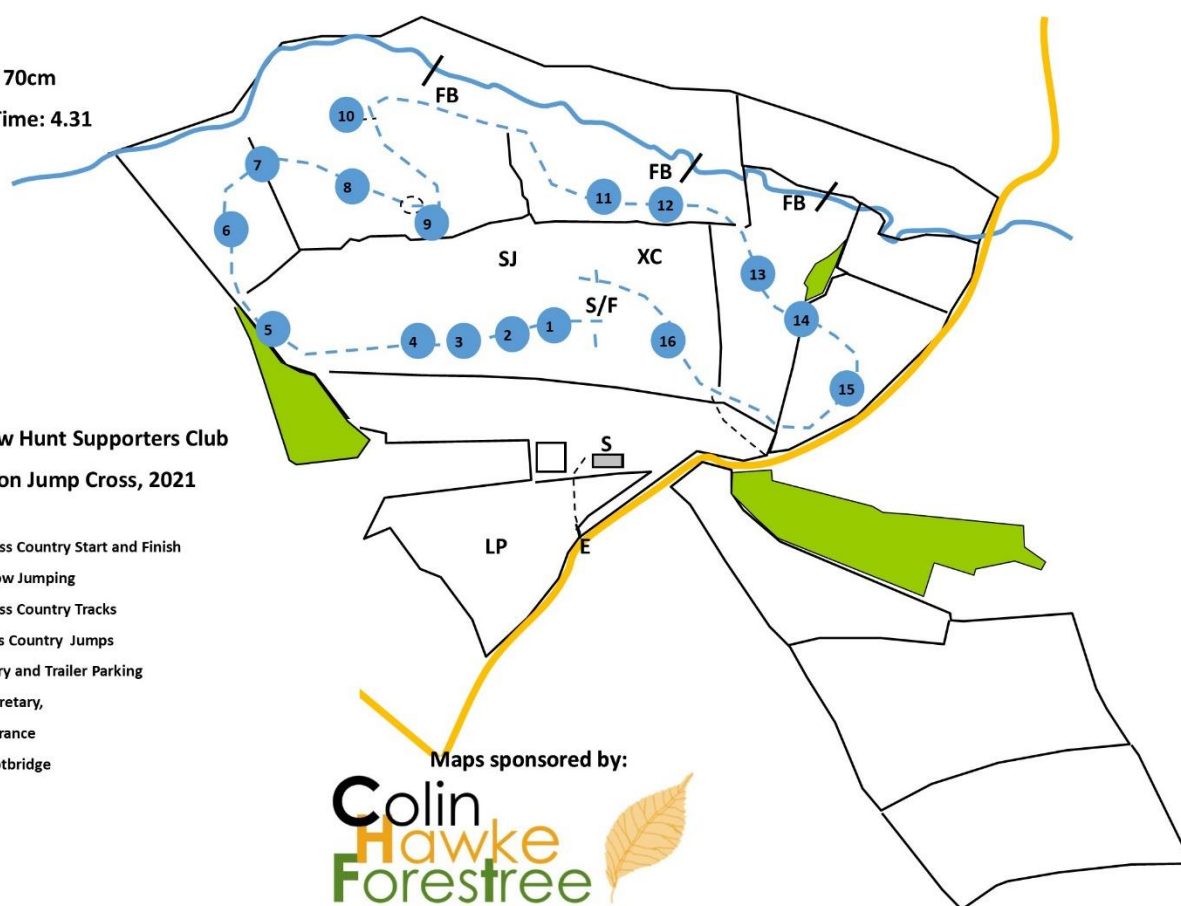 70cm
ime: 4.31
10
FB
7
8
FB
11
12
FB
9
6
SJ
XC
13
S/F
14
5
4
3
2
1
16
15
w Hunt Supporters Club
on Jump Cross, 2021
S
ss Country Start and Finish
LP
E
ow Jumping
ss Country Tracks
s Country Jumps
ry and Trailer Parking
retary,
rance
otbridge
Maps sponsored by:
Colin
Hawke
Forestree